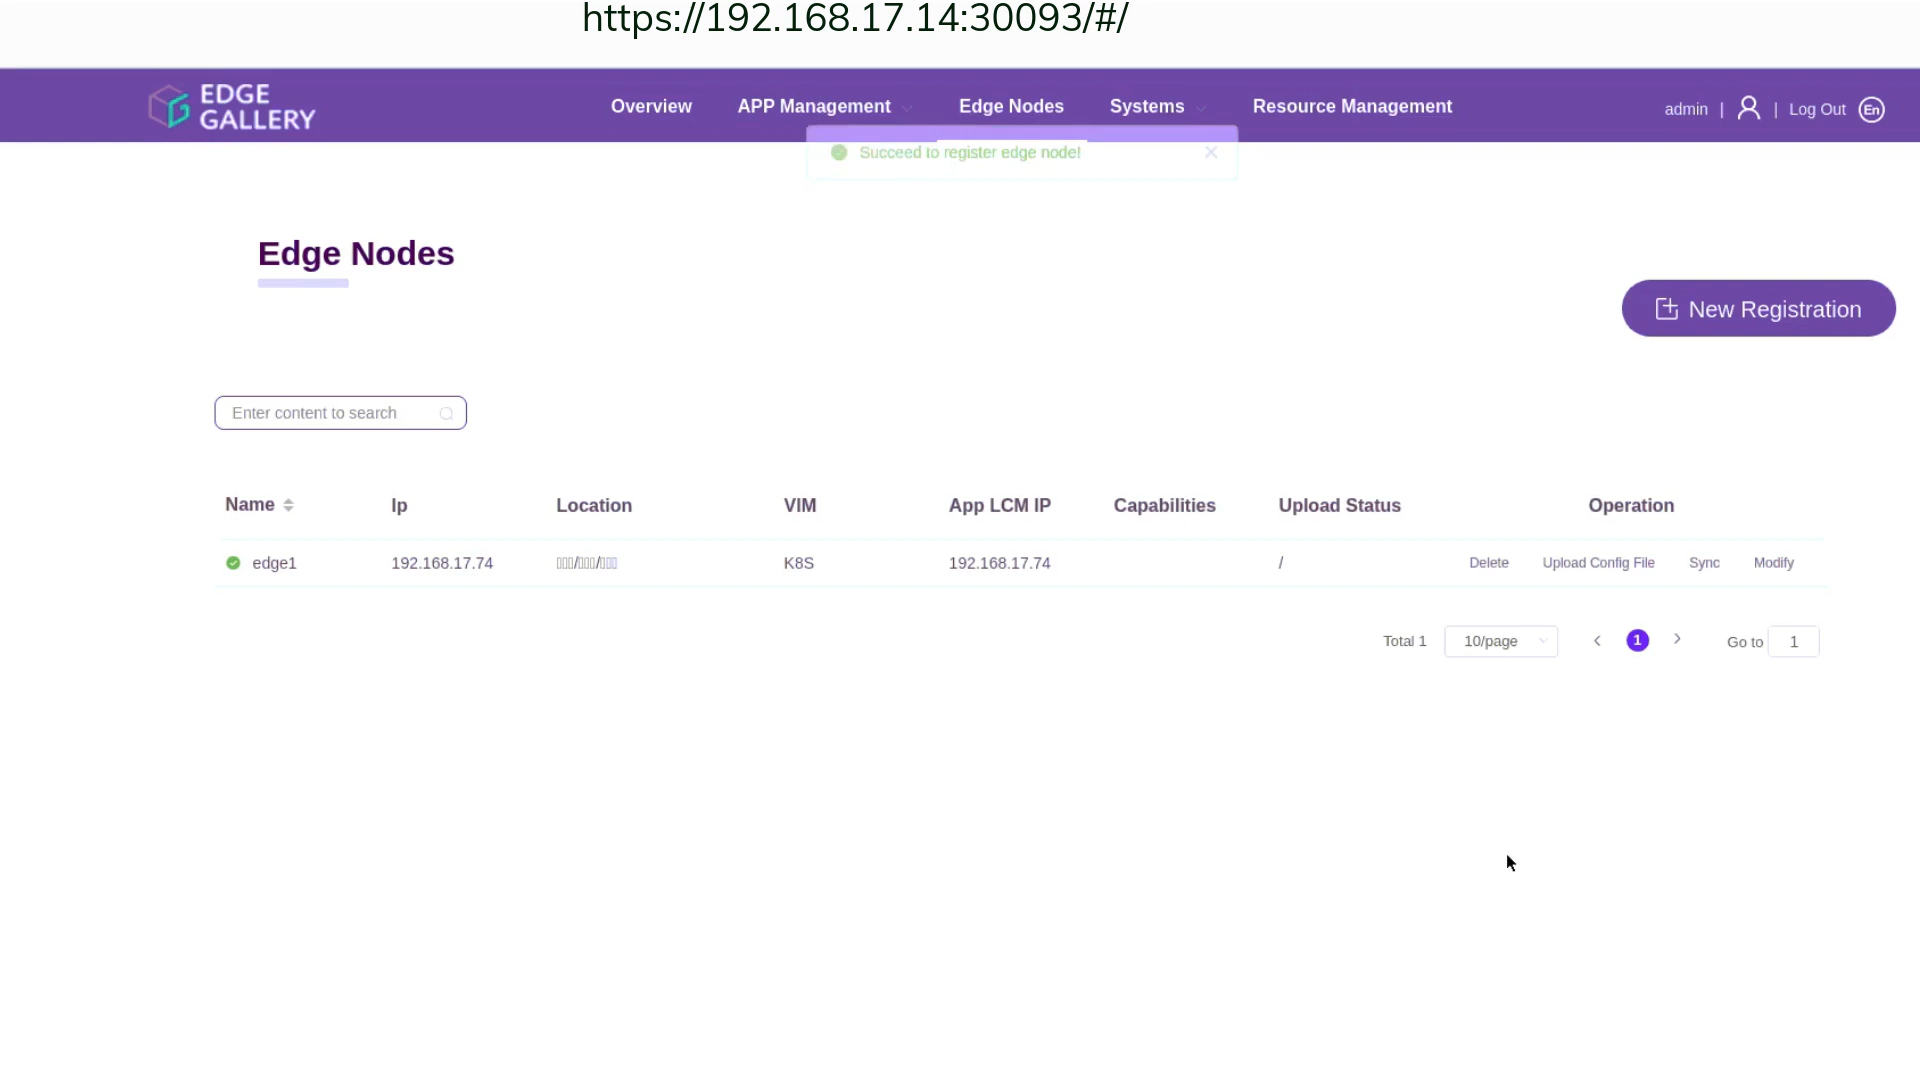 https://192.168.17.14:30093/#/
EDGE GALLERY
Overview APP Management Edge Nodes Systems Resource Management admin | | Log Out En
Succeed to register edge node!
Edge Nodes
New Registration
Enter content to search
Name Ip Location VIM App LCM IP Capabilities Upload Status Operation
edge1 192.168.17.74 K8S 192.168.17.74 / Delete Upload Config File Sync Modify
Total 1 10/page 1 Go to 1